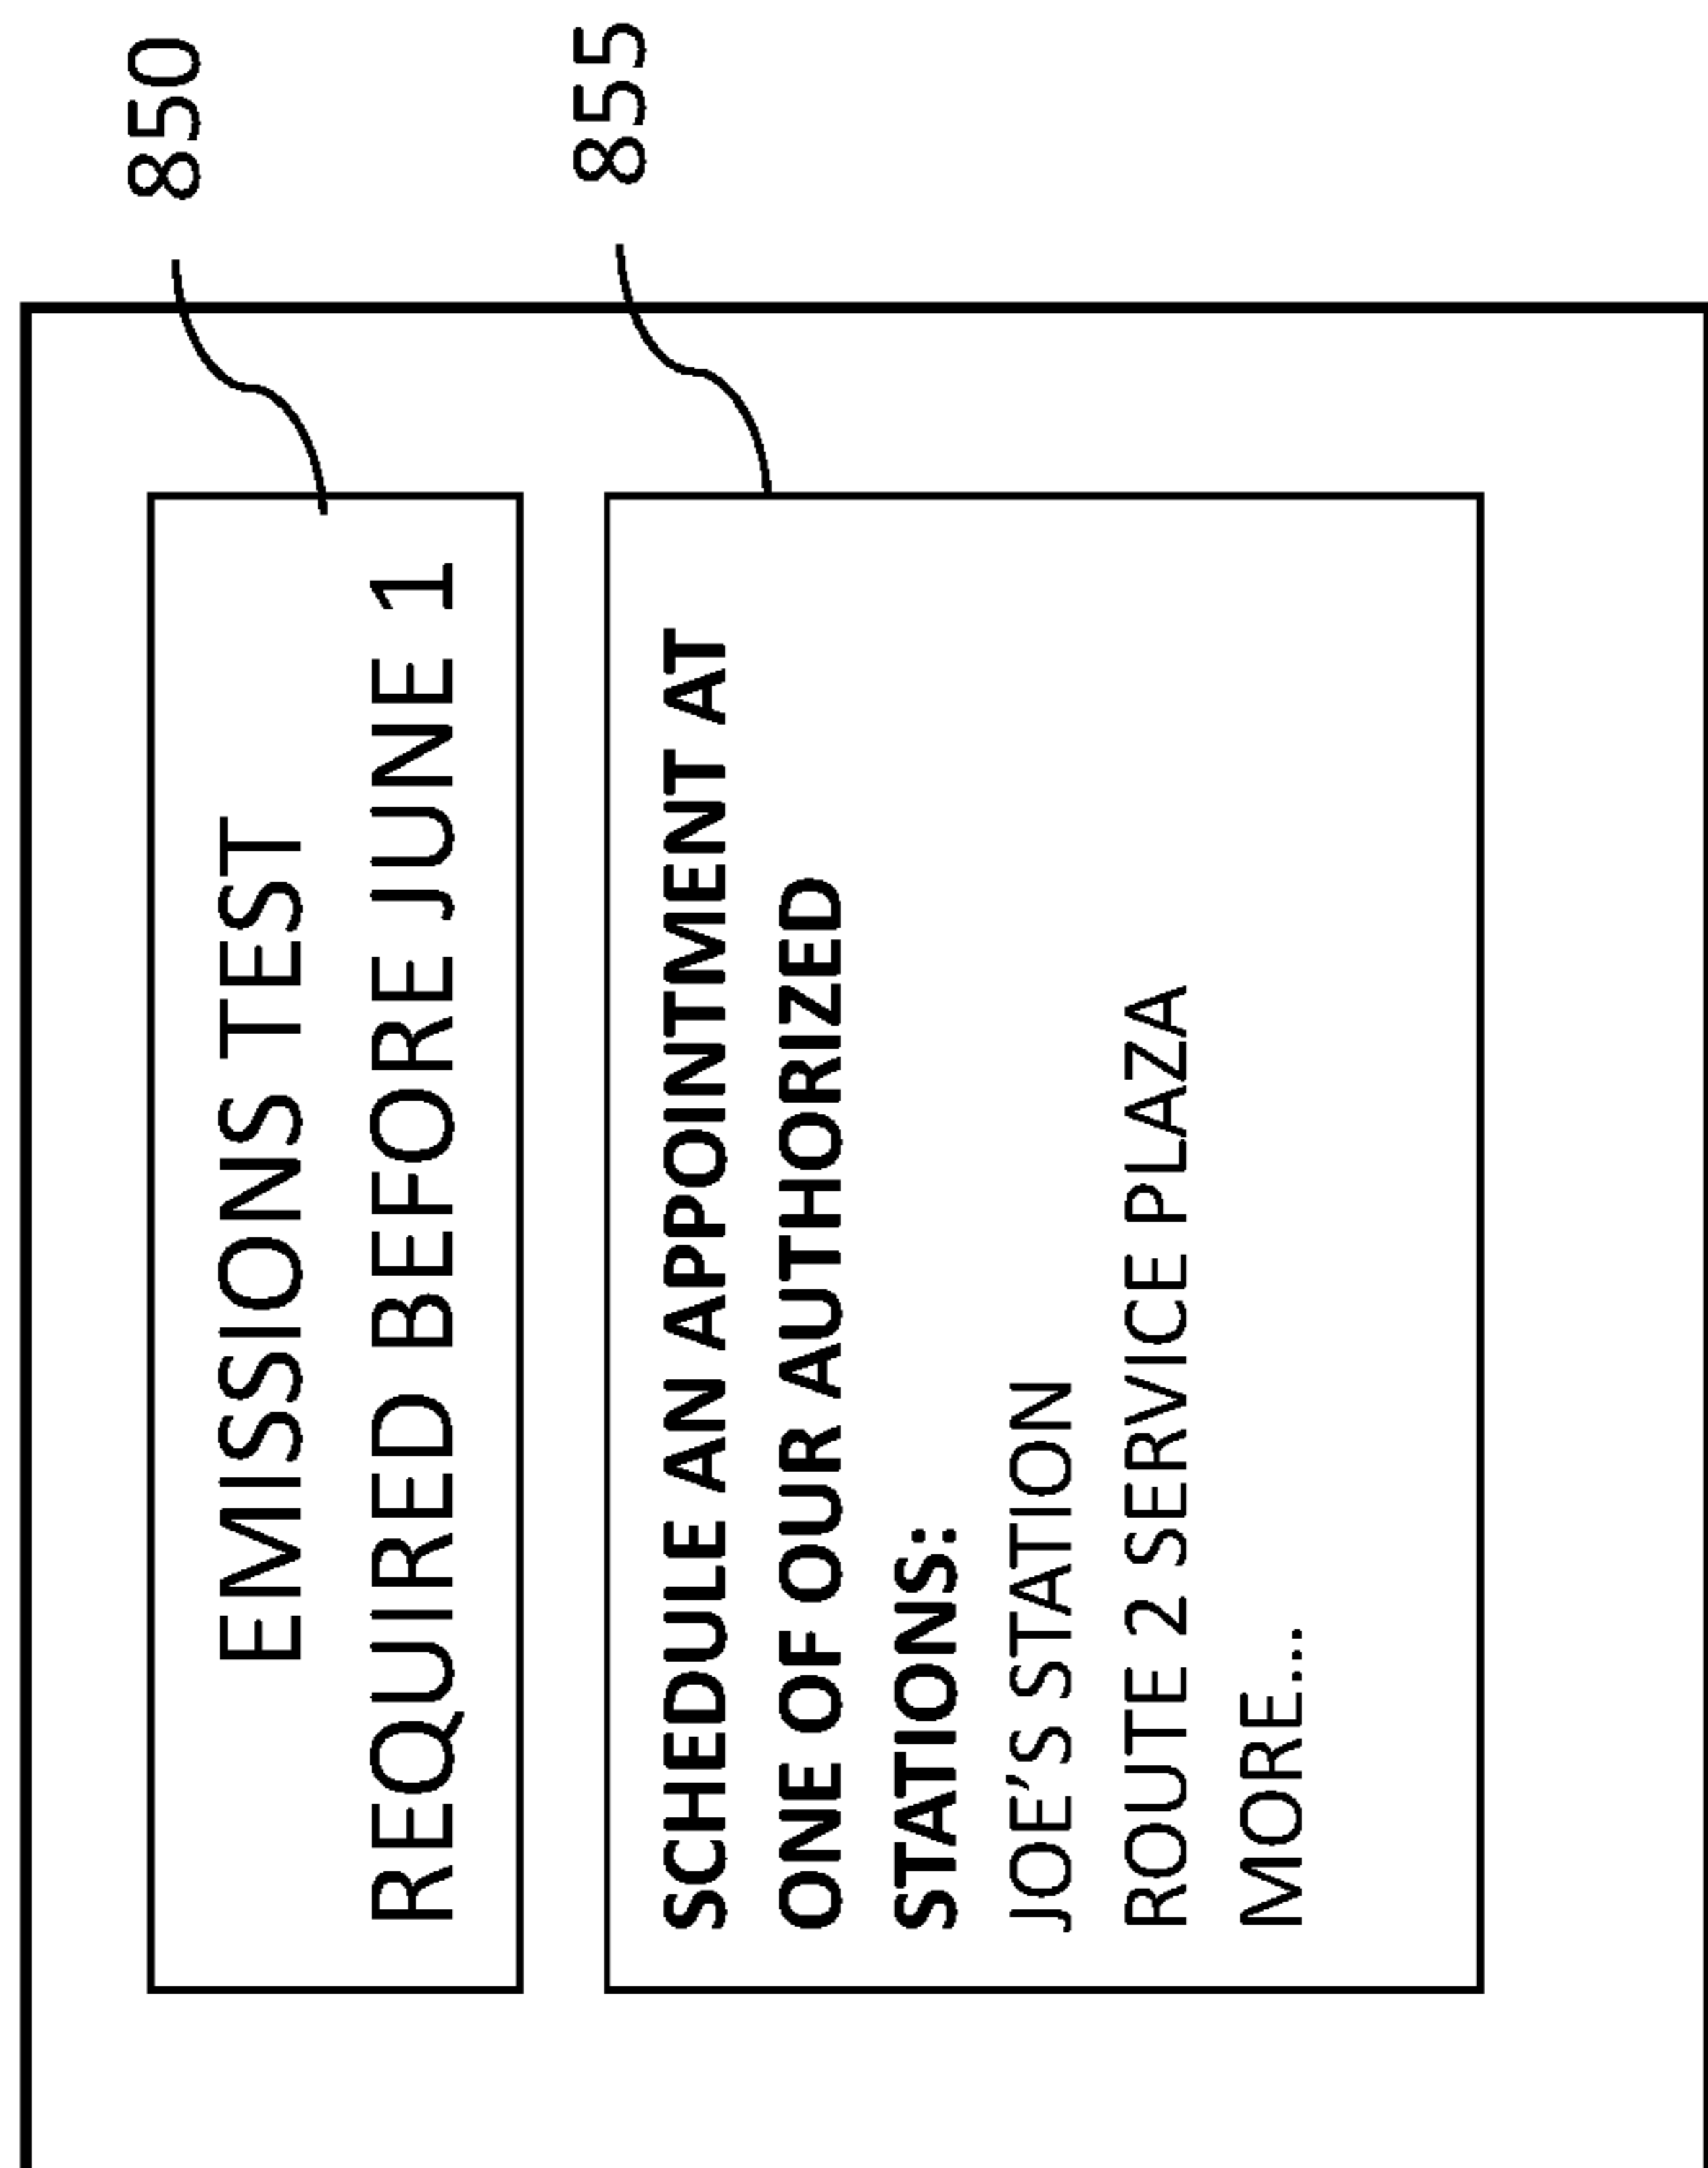 EMISSIONS TEST
REQUIRED BEFORE JUNE 1
850
SCHEDULE AN APPOINTMENT AT
ONE OF OUR AUTHORIZED
STATIONS:
JOE'S STATION
ROUTE 2 SERVICE PLAZA
MORE...
855